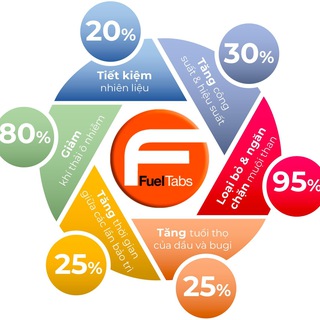 20%
Tiết kiệm
nhiên liệu
30%
Tăng công
suất & hiệu suất
95%
Loại bỏ & ngăn
chặn muội than
25%
Tăng tuổi thọ
của dầu và bugi
25%
Tăng thời gian
giữa các lần bảo trì
80%
Giảm
khí thải ô nhiễm
F
FuelTabs